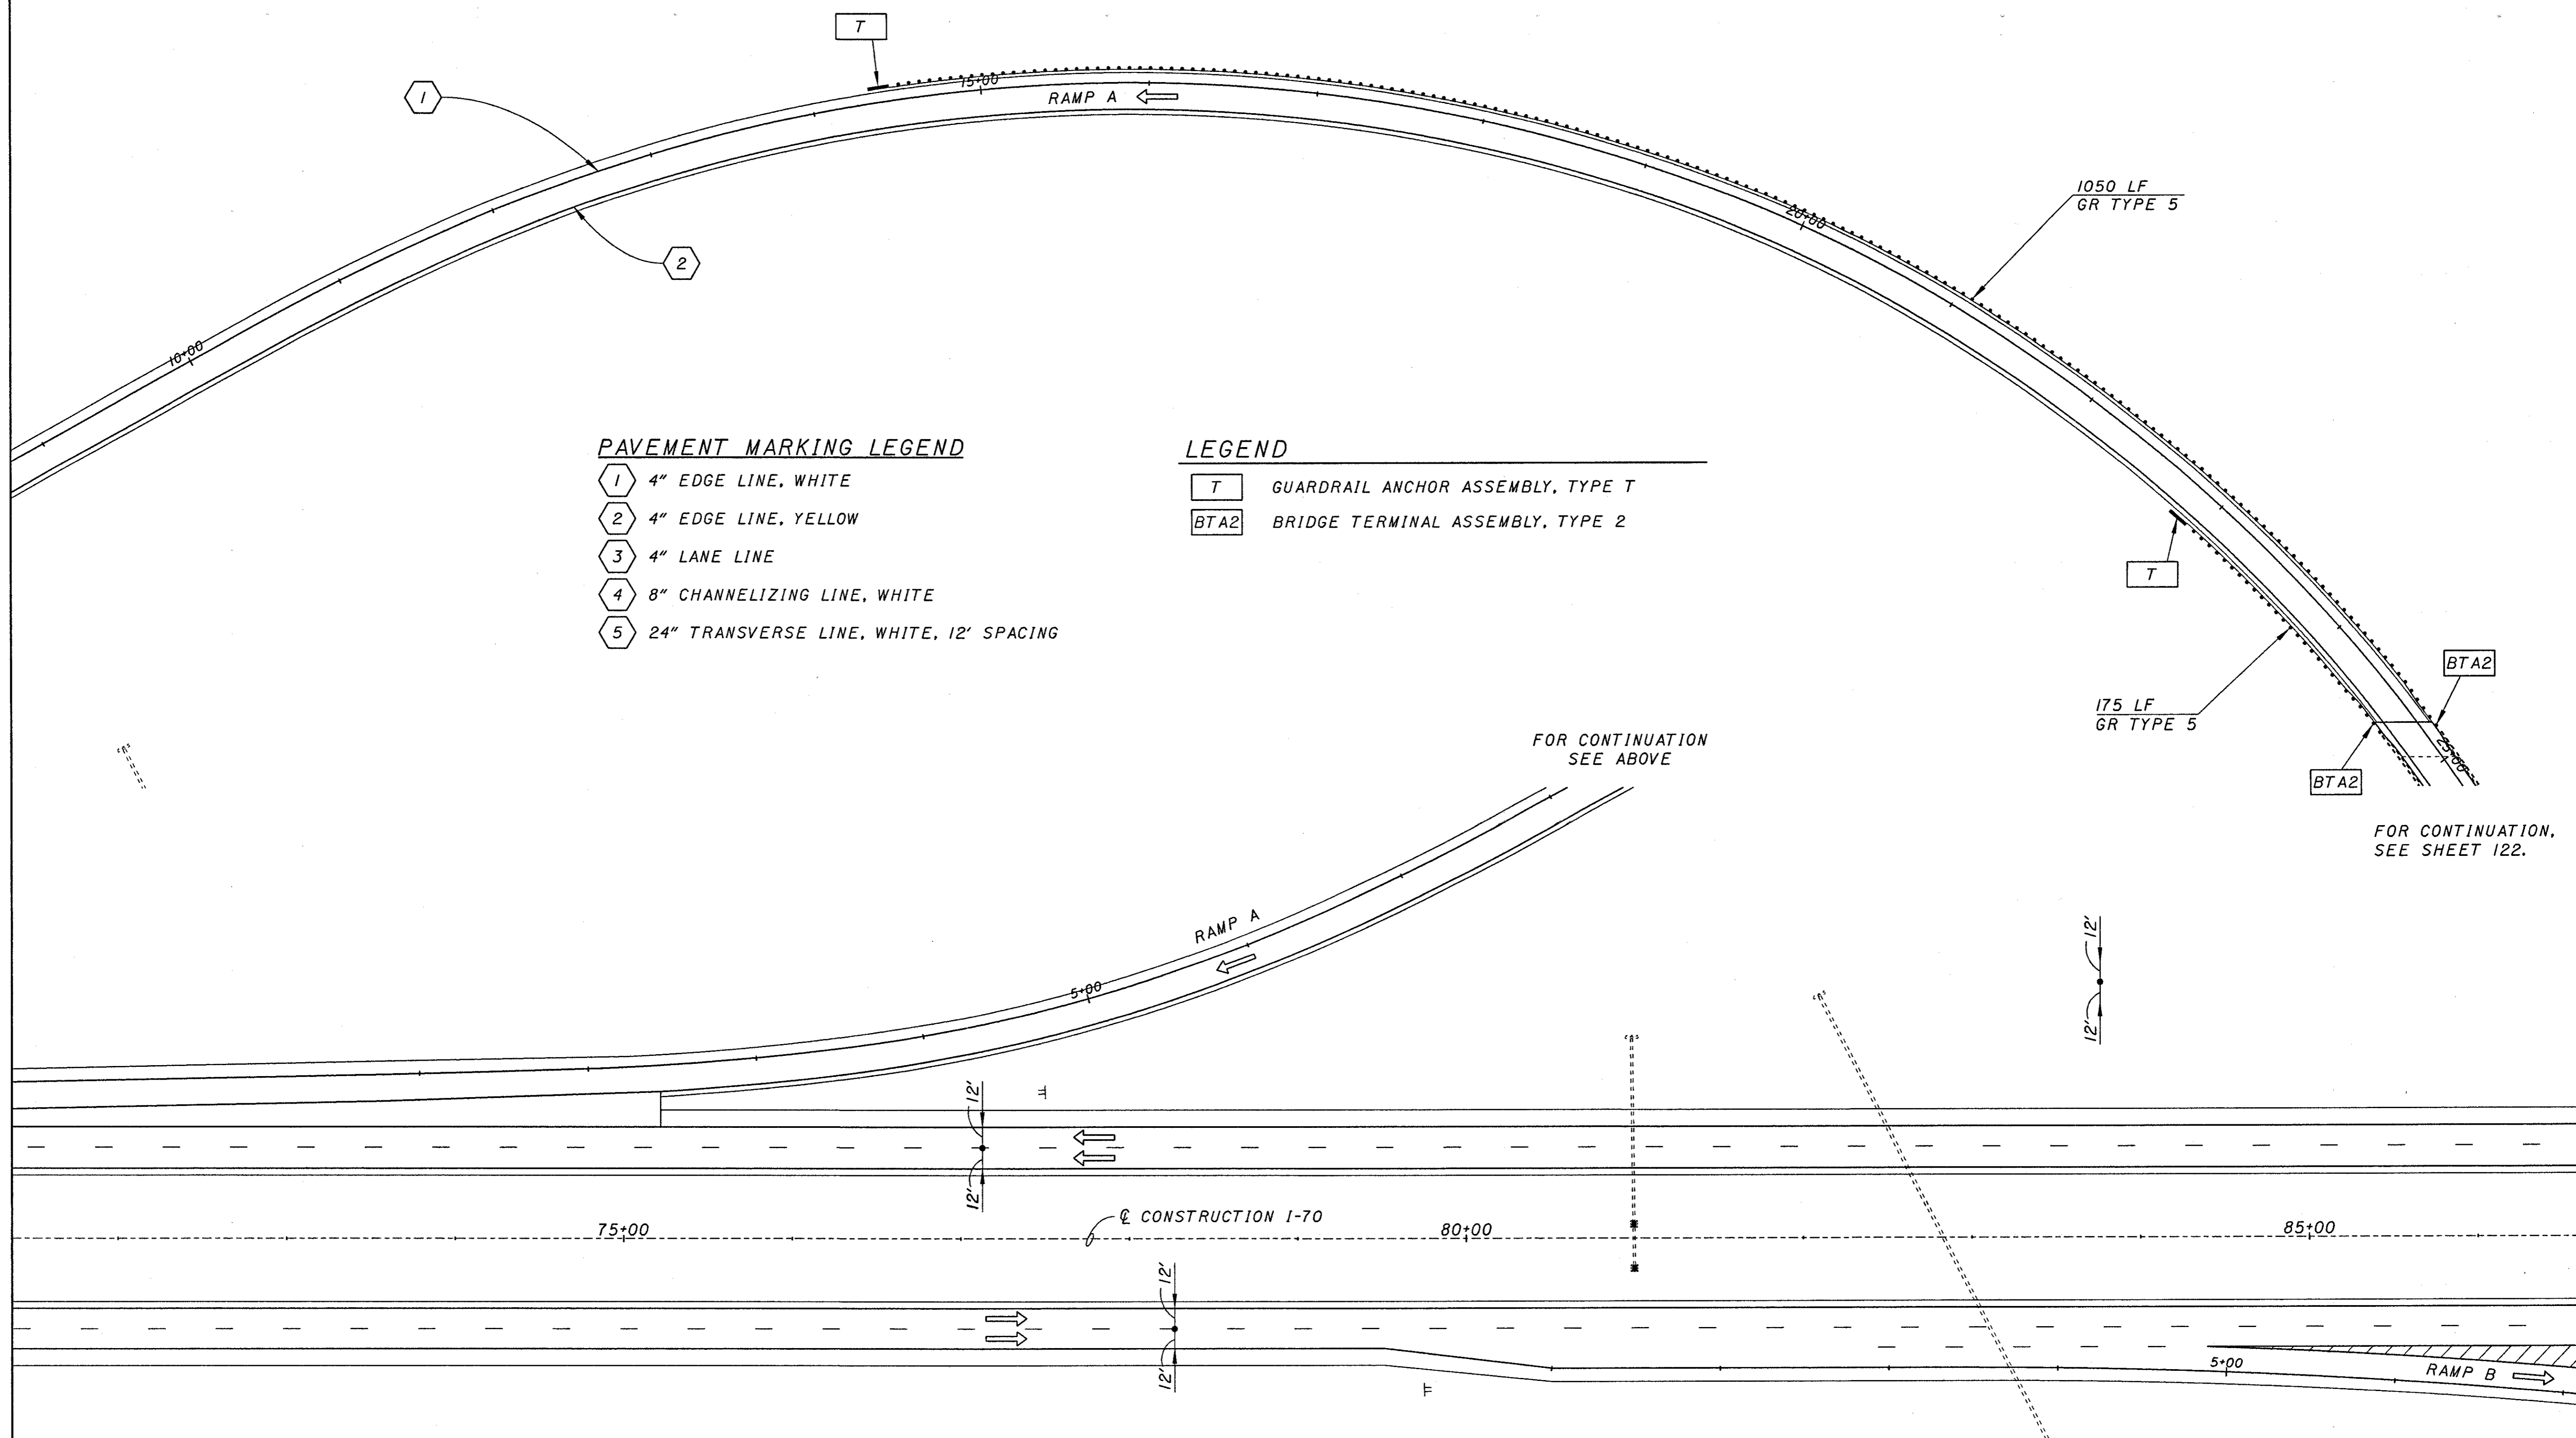 T
1
15+00
RAMP A
1050 LF
GR TYPE 5
20+00
2
10+00
PAVEMENT MARKING LEGEND
1 4" EDGE LINE, WHITE
2 4" EDGE LINE, YELLOW
3 4" LANE LINE
4 8" CHANNELIZING LINE, WHITE
5 24" TRANSVERSE LINE, WHITE, 12' SPACING
LEGEND
T GUARDRAIL ANCHOR ASSEMBLY, TYPE T
BTA2 BRIDGE TERMINAL ASSEMBLY, TYPE 2
T
BTA2
175 LF
GR TYPE 5
25+00
BTA2
FOR CONTINUATION
SEE ABOVE
FOR CONTINUATION,
SEE SHEET 122.
RAMP A
5+00
12'
12'
12'
12'
℄ CONSTRUCTION I-70
75+00
80+00
85+00
12'
12'
5+00
RAMP B